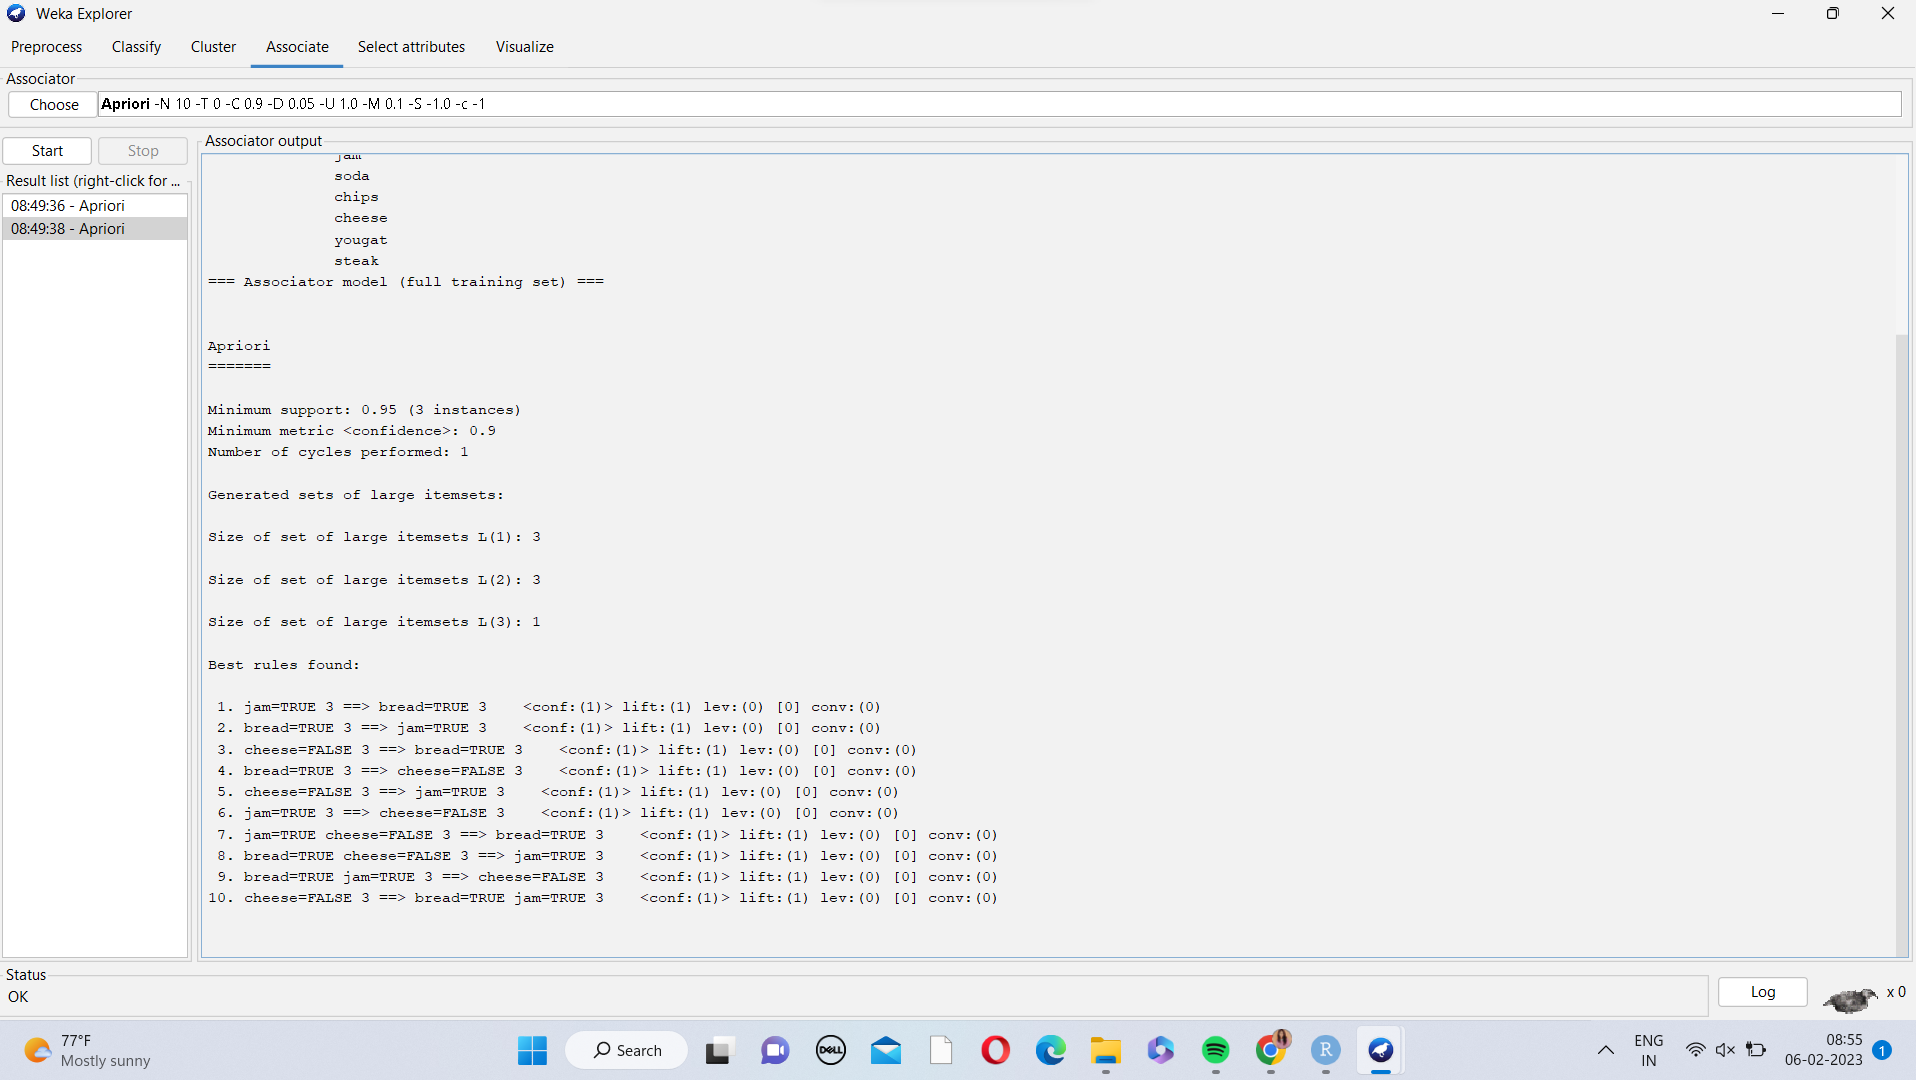 Weka Explorer
Preprocess Classify Cluster Associate Select attributes Visualize
Associator
Choose Apriori -N 10 -T 0 -C 0.9 -D 0.05 -U 1.0 -M 0.1 -S -1.0 -c -1
Start Stop
Associator output
Result list (right-click for ...
08:49:36 - Apriori
08:49:38 - Apriori
jam
soda
chips
cheese
yougat
steak
=== Associator model (full training set) ===
Apriori
=======
Minimum support: 0.95 (3 instances)
Minimum metric <confidence>: 0.9
Number of cycles performed: 1
Generated sets of large itemsets:
Size of set of large itemsets L(1): 3
Size of set of large itemsets L(2): 3
Size of set of large itemsets L(3): 1
Best rules found:
1. jam=TRUE 3 ==> bread=TRUE 3    <conf:(1)> lift:(1) lev:(0) [0] conv:(0)
2. bread=TRUE 3 ==> jam=TRUE 3    <conf:(1)> lift:(1) lev:(0) [0] conv:(0)
3. cheese=FALSE 3 ==> bread=TRUE 3    <conf:(1)> lift:(1) lev:(0) [0] conv:(0)
4. bread=TRUE 3 ==> cheese=FALSE 3    <conf:(1)> lift:(1) lev:(0) [0] conv:(0)
5. cheese=FALSE 3 ==> jam=TRUE 3    <conf:(1)> lift:(1) lev:(0) [0] conv:(0)
6. jam=TRUE 3 ==> cheese=FALSE 3    <conf:(1)> lift:(1) lev:(0) [0] conv:(0)
7. jam=TRUE cheese=FALSE 3 ==> bread=TRUE 3    <conf:(1)> lift:(1) lev:(0) [0] conv:(0)
8. bread=TRUE cheese=FALSE 3 ==> jam=TRUE 3    <conf:(1)> lift:(1) lev:(0) [0] conv:(0)
9. bread=TRUE jam=TRUE 3 ==> cheese=FALSE 3    <conf:(1)> lift:(1) lev:(0) [0] conv:(0)
10. cheese=FALSE 3 ==> bread=TRUE jam=TRUE 3    <conf:(1)> lift:(1) lev:(0) [0] conv:(0)
Status
OK
Log
x 0
77°F
Mostly sunny
Search
DELL
R
ENG
IN
08:55
06-02-2023
1